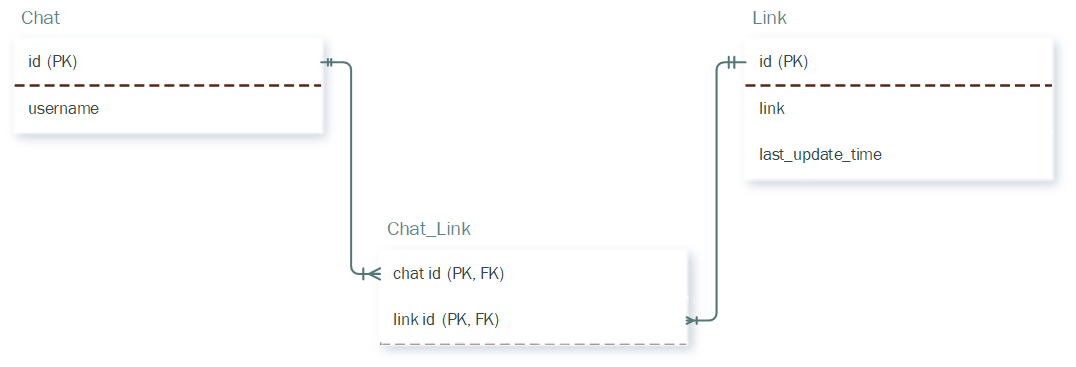 Chat
id (PK)
username
Link
id (PK)
link
last_update_time
Chat_Link
chat id (PK, FK)
link id (PK, FK)